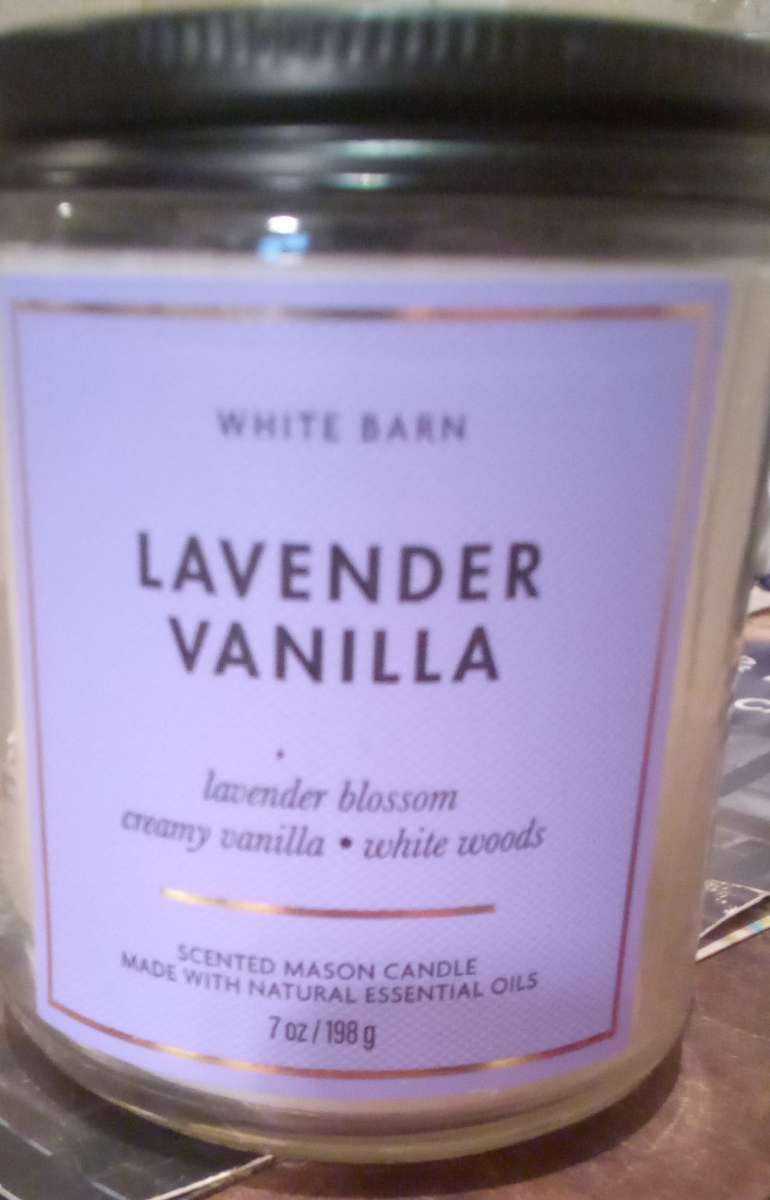 WHITE BARN
LAVENDER
VANILLA
lavender blossom
creamy vanilla • white woods
SCENTED MASON CANDLE
MADE WITH NATURAL ESSENTIAL OILS
7 oz / 198 g